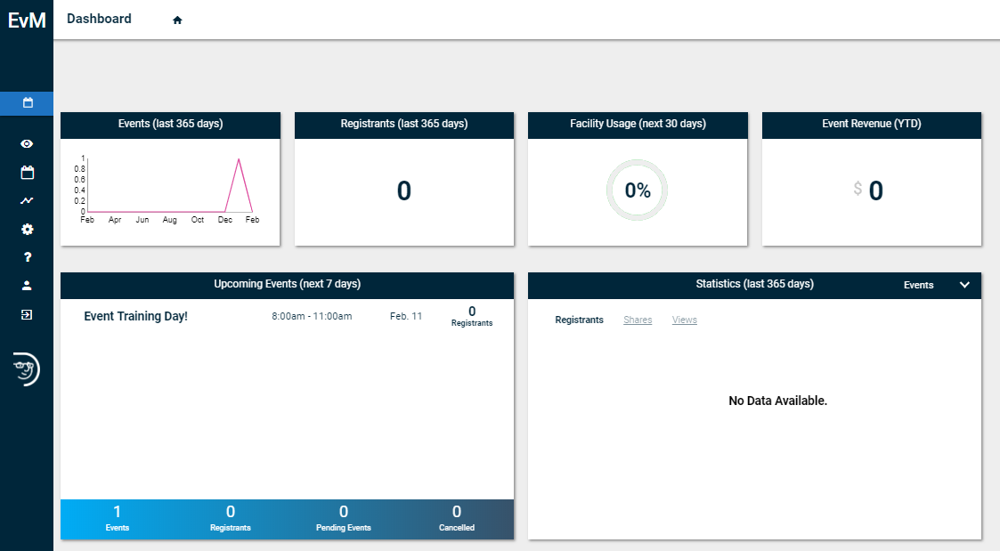 EvM
Dashboard
Events (last 365 days)
1
0.8
0.6
0.4
0.2
0
Feb Apr Jun Aug Oct Dec Feb
Registrants (last 365 days)
0
Facility Usage (next 30 days)
0%
Event Revenue (YTD)
$ 0
Upcoming Events (next 7 days)
Event Training Day! 8:00am - 11:00am Feb. 11 0
Registrants
1 0 0 0
Events Registrants Pending Events Cancelled
Statistics (last 365 days) Events
Registrants Shares Views
No Data Available.